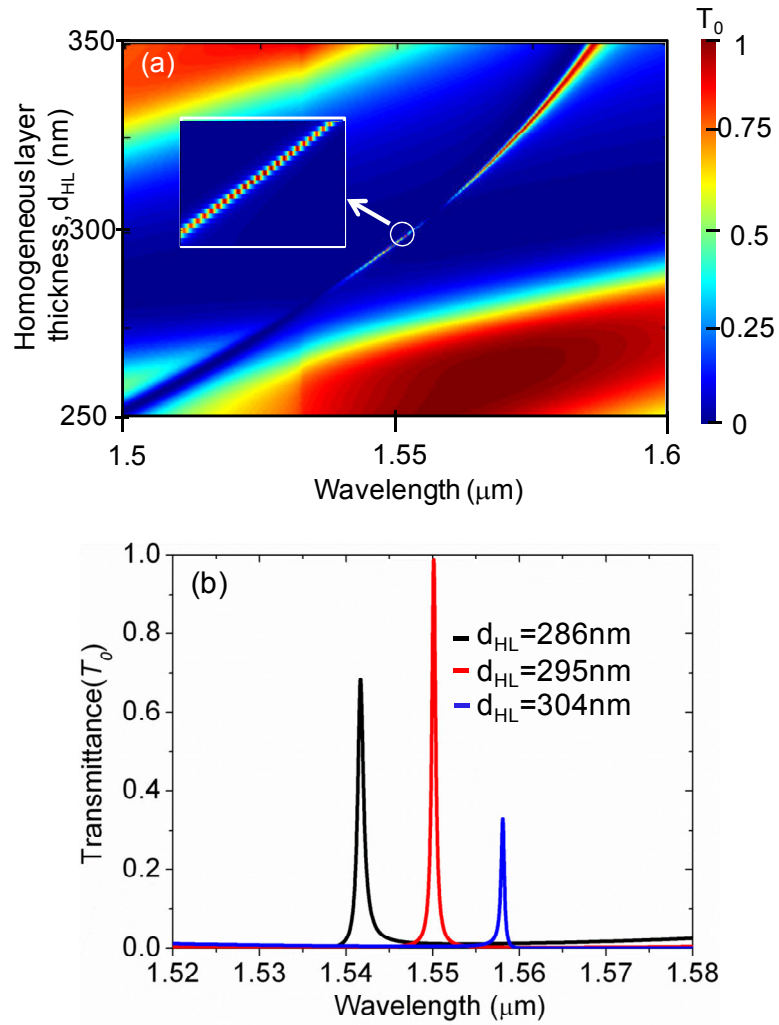 T0
(a)
350
300
250
Homogeneous layer
thickness, dHL (nm)
1
0.75
0.5
0.25
0
1.5
1.55
1.6
Wavelength (μm)
(b)
1.0
0.8
0.6
0.4
0.2
0.0
Transmittance(T0)
dHL=286nm
dHL=295nm
dHL=304nm
1.52
1.53
1.54
1.55
1.56
1.57
1.58
Wavelength (μm)